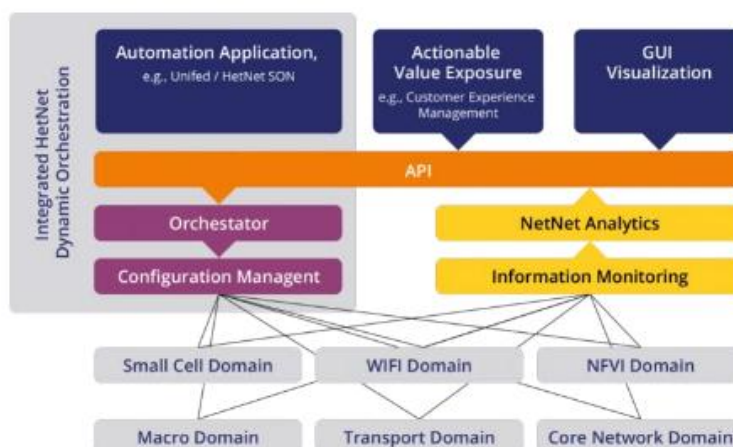 Integrated HetNet
Dynamic Orchestration
Automation Application,
e.g., Unifed / HetNet SON
Actionable
Value Exposure
e.g., Customer Experience
Management
GUI
Visualization
API
Orchestator
NetNet Analytics
Configuration Managent
Information Monitoring
Small Cell Domain
WIFI Domain
NFVI Domain
Macro Domain
Transport Domain
Core Network Domain